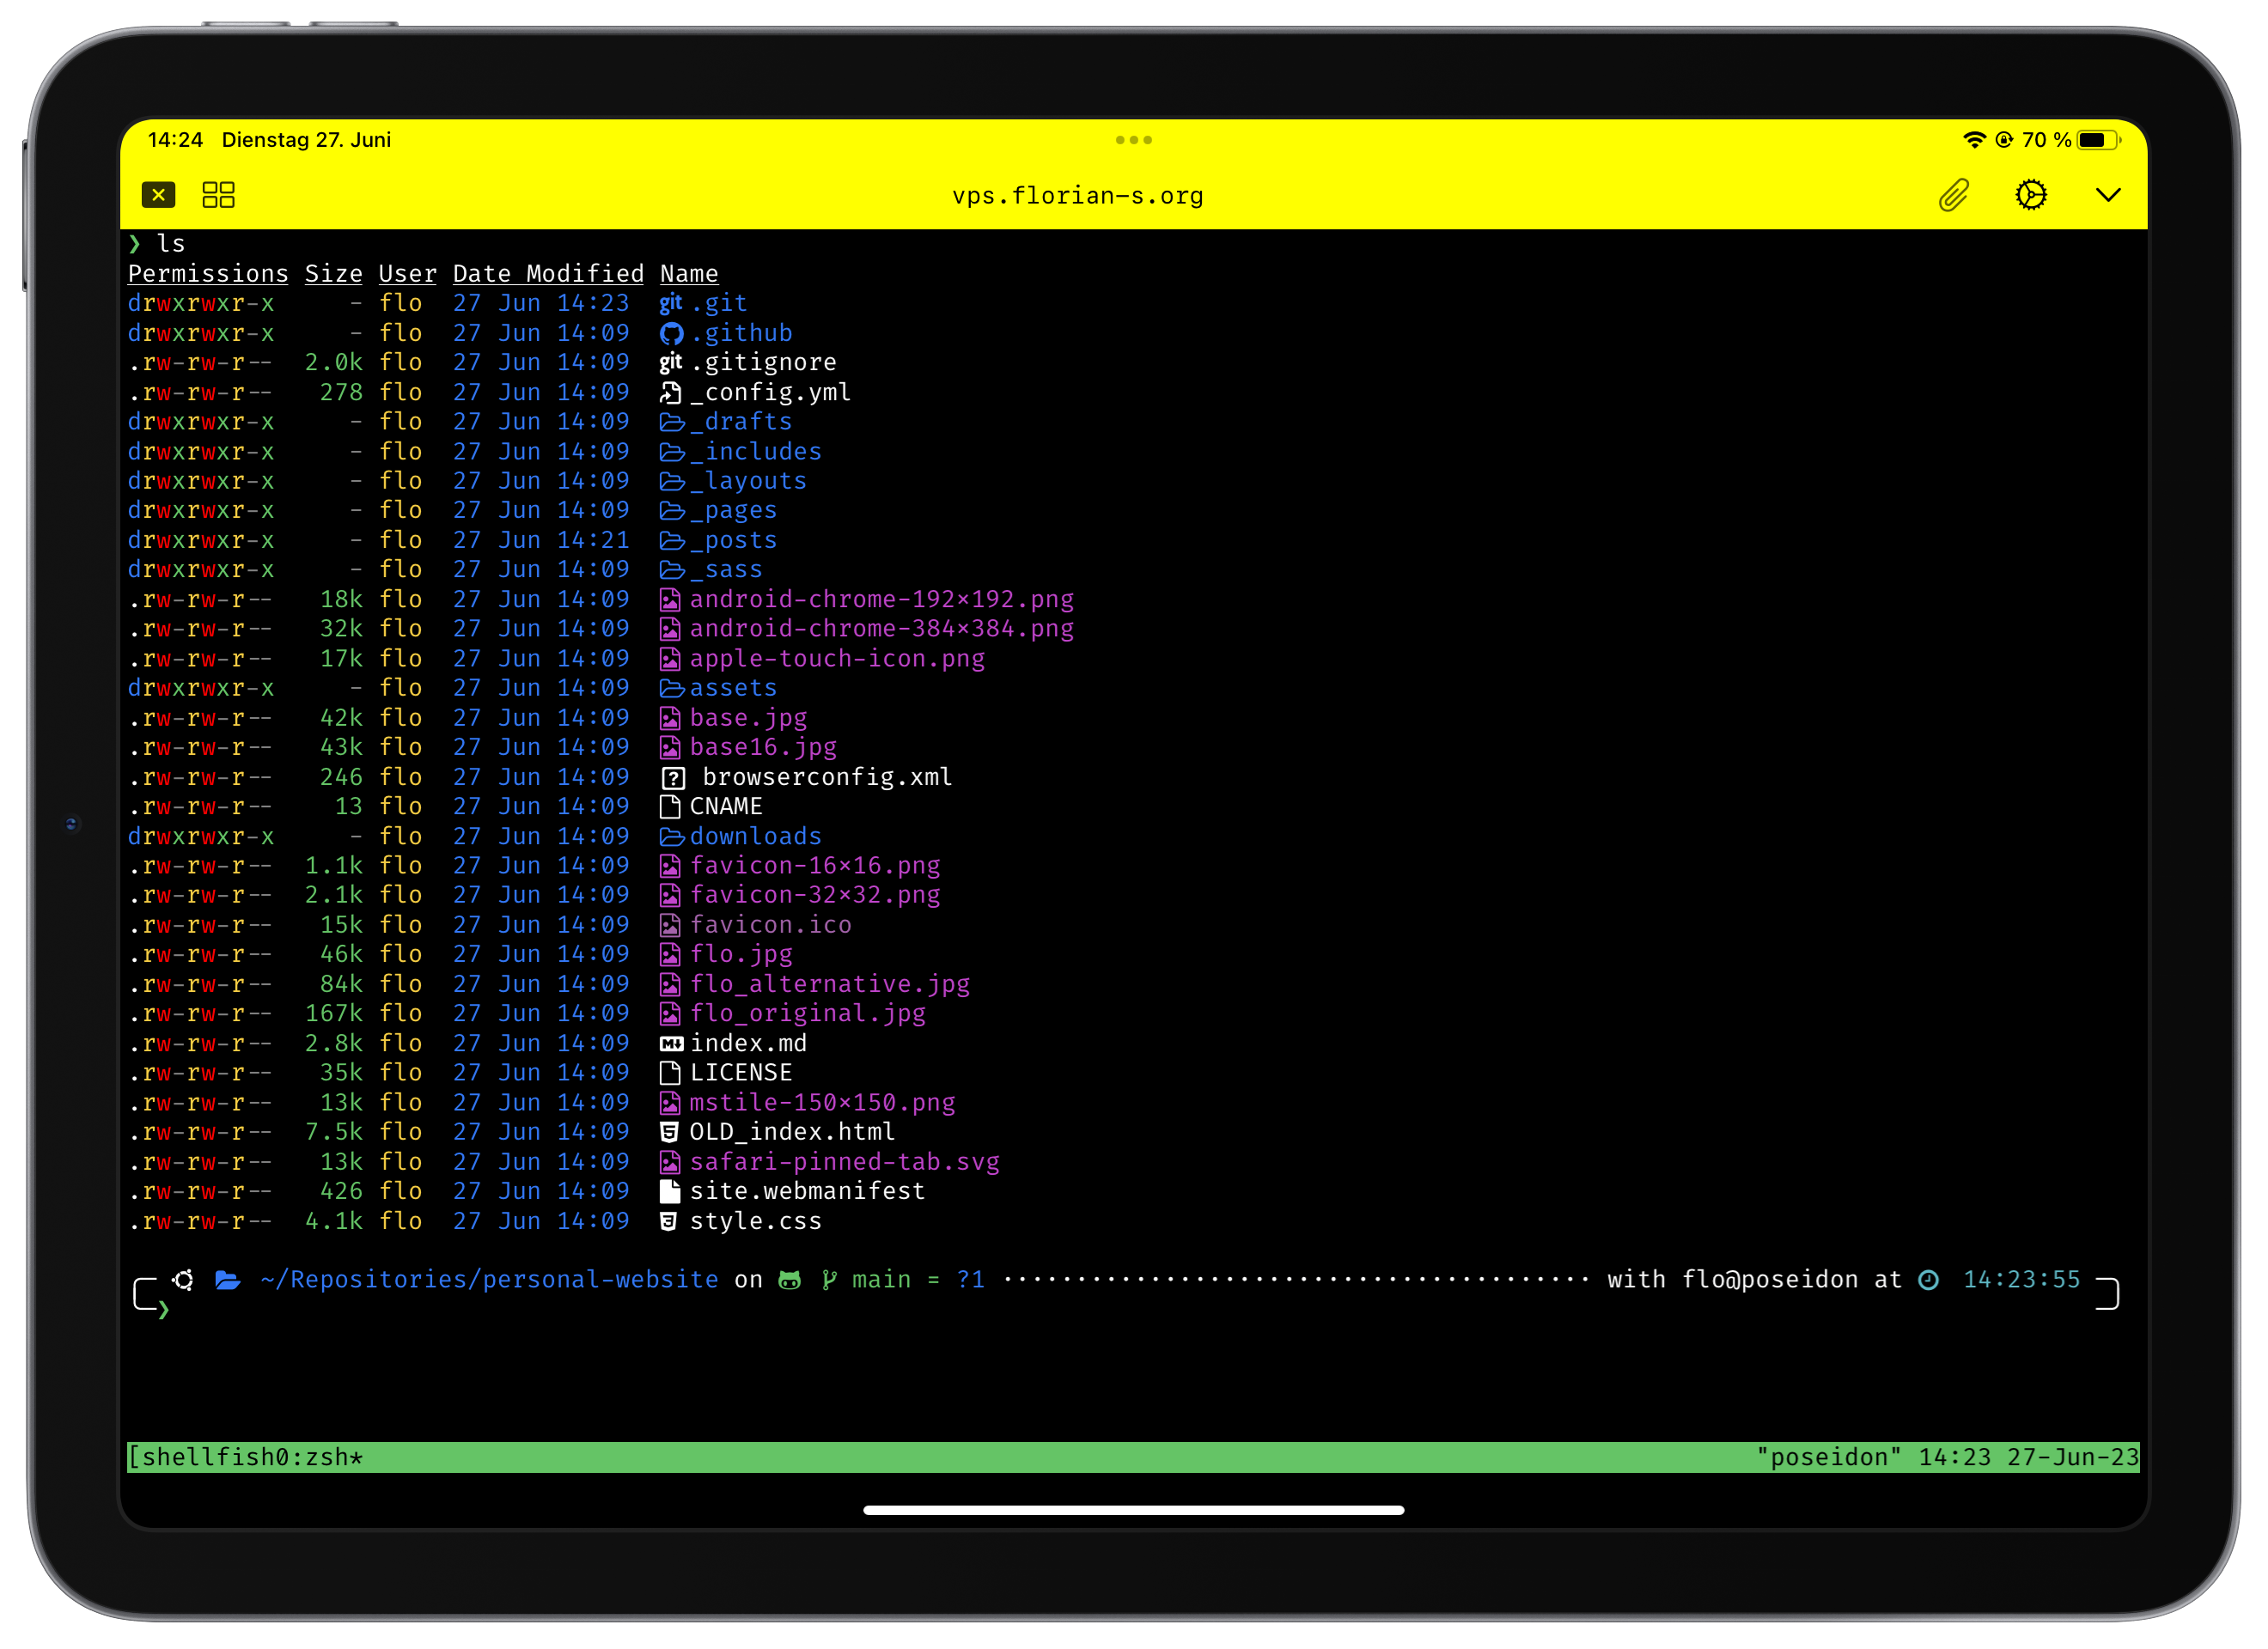 14:24 Dienstag 27. Juni 70 %
vps.florian-s.org
❯ ls
Permissions Size User Date Modified Name
drwxrwxr-x - flo 27 Jun 14:23 git .git
drwxrwxr-x - flo 27 Jun 14:09 .github
.rw-rw-r-- 2.0k flo 27 Jun 14:09 git .gitignore
.rw-rw-r-- 278 flo 27 Jun 14:09 _config.yml
drwxrwxr-x - flo 27 Jun 14:09 _drafts
drwxrwxr-x - flo 27 Jun 14:09 _includes
drwxrwxr-x - flo 27 Jun 14:09 _layouts
drwxrwxr-x - flo 27 Jun 14:09 _pages
drwxrwxr-x - flo 27 Jun 14:21 _posts
drwxrwxr-x - flo 27 Jun 14:09 _sass
.rw-rw-r-- 18k flo 27 Jun 14:09 android-chrome-192×192.png
.rw-rw-r-- 32k flo 27 Jun 14:09 android-chrome-384×384.png
.rw-rw-r-- 17k flo 27 Jun 14:09 apple-touch-icon.png
drwxrwxr-x - flo 27 Jun 14:09 assets
.rw-rw-r-- 42k flo 27 Jun 14:09 base.jpg
.rw-rw-r-- 43k flo 27 Jun 14:09 base16.jpg
.rw-rw-r-- 246 flo 27 Jun 14:09 browserconfig.xml
.rw-rw-r-- 13 flo 27 Jun 14:09 CNAME
drwxrwxr-x - flo 27 Jun 14:09 downloads
.rw-rw-r-- 1.1k flo 27 Jun 14:09 favicon-16×16.png
.rw-rw-r-- 2.1k flo 27 Jun 14:09 favicon-32×32.png
.rw-rw-r-- 15k flo 27 Jun 14:09 favicon.ico
.rw-rw-r-- 46k flo 27 Jun 14:09 flo.jpg
.rw-rw-r-- 84k flo 27 Jun 14:09 flo_alternative.jpg
.rw-rw-r-- 167k flo 27 Jun 14:09 flo_original.jpg
.rw-rw-r-- 2.8k flo 27 Jun 14:09 index.md
.rw-rw-r-- 35k flo 27 Jun 14:09 LICENSE
.rw-rw-r-- 13k flo 27 Jun 14:09 mstile-150×150.png
.rw-rw-r-- 7.5k flo 27 Jun 14:09 OLD_index.html
.rw-rw-r-- 13k flo 27 Jun 14:09 safari-pinned-tab.svg
.rw-rw-r-- 426 flo 27 Jun 14:09 site.webmanifest
.rw-rw-r-- 4.1k flo 27 Jun 14:09 style.css
~/Repositories/personal-website on main = ?1 ········································ with flo@poseidon at 14:23:55
❯
[shellfish0:zsh* "poseidon" 14:23 27-Jun-23